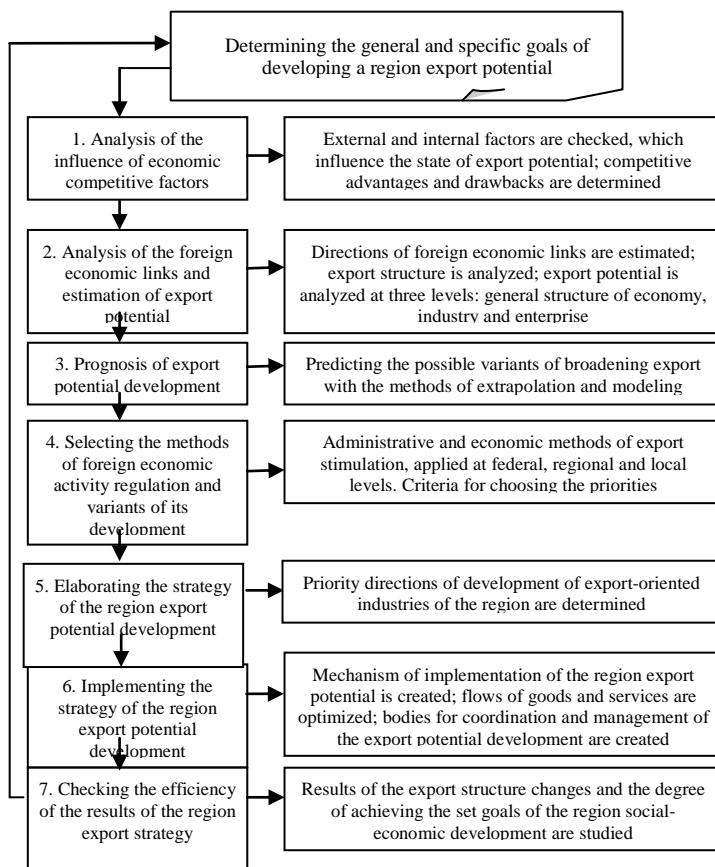 Determining the general and specific goals of
developing a region export potential
1. Analysis of the
influence of economic
competitive factors
External and internal factors are checked, which
influence the state of export potential; competitive
advantages and drawbacks are determined
2. Analysis of the foreign
economic links and
estimation of export
potential
Directions of foreign economic links are estimated;
export structure is analyzed; export potential is
analyzed at three levels: general structure of economy,
industry and enterprise
3. Prognosis of export
potential development
Predicting the possible variants of broadening export
with the methods of extrapolation and modeling
4. Selecting the methods
of foreign economic
activity regulation and
variants of its
development
Administrative and economic methods of export
stimulation, applied at federal, regional and local
levels. Criteria for choosing the priorities
5. Elaborating the strategy
of the region export
potential development
Priority directions of development of export-oriented
industries of the region are determined
6. Implementing the
strategy of the region
export potential
development
Mechanism of implementation of the region export
potential is created; flows of goods and services are
optimized; bodies for coordination and management of
the export potential development are created
7. Checking the efficiency
of the results of the region
export strategy
Results of the export structure changes and the degree
of achieving the set goals of the region social-
economic development are studied